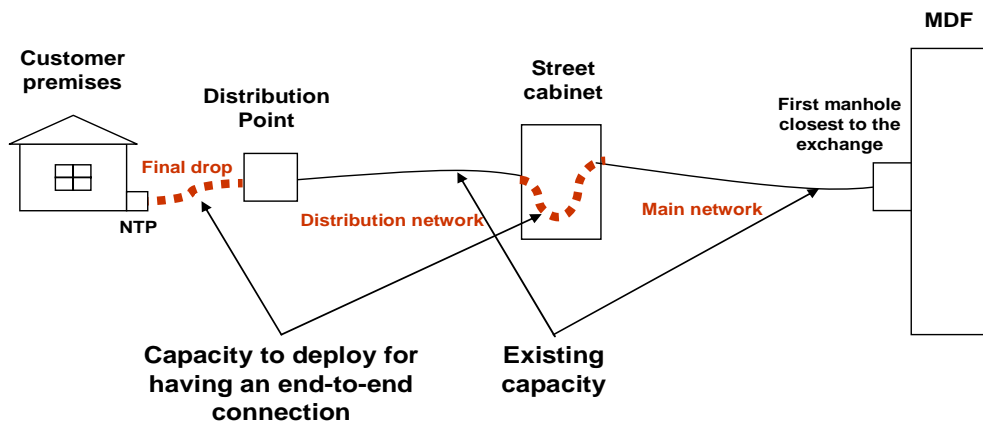 MDF
Customer
premises
Distribution
Point
Street
cabinet
First manhole
closest to the
exchange
Final drop
NTP
Distribution network
Main network
Capacity to deploy for
having an end-to-end
connection
Existing
capacity